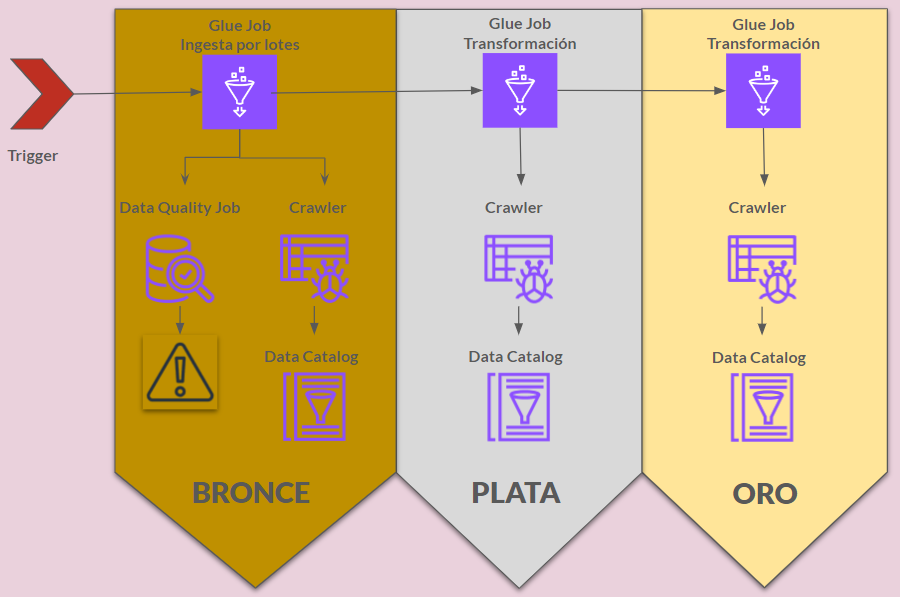 Trigger
Glue Job
Ingesta por lotes
Data Quality Job
Crawler
Data Catalog
BRONCE
Glue Job
Transformación
Crawler
Data Catalog
PLATA
Glue Job
Transformación
Crawler
Data Catalog
ORO